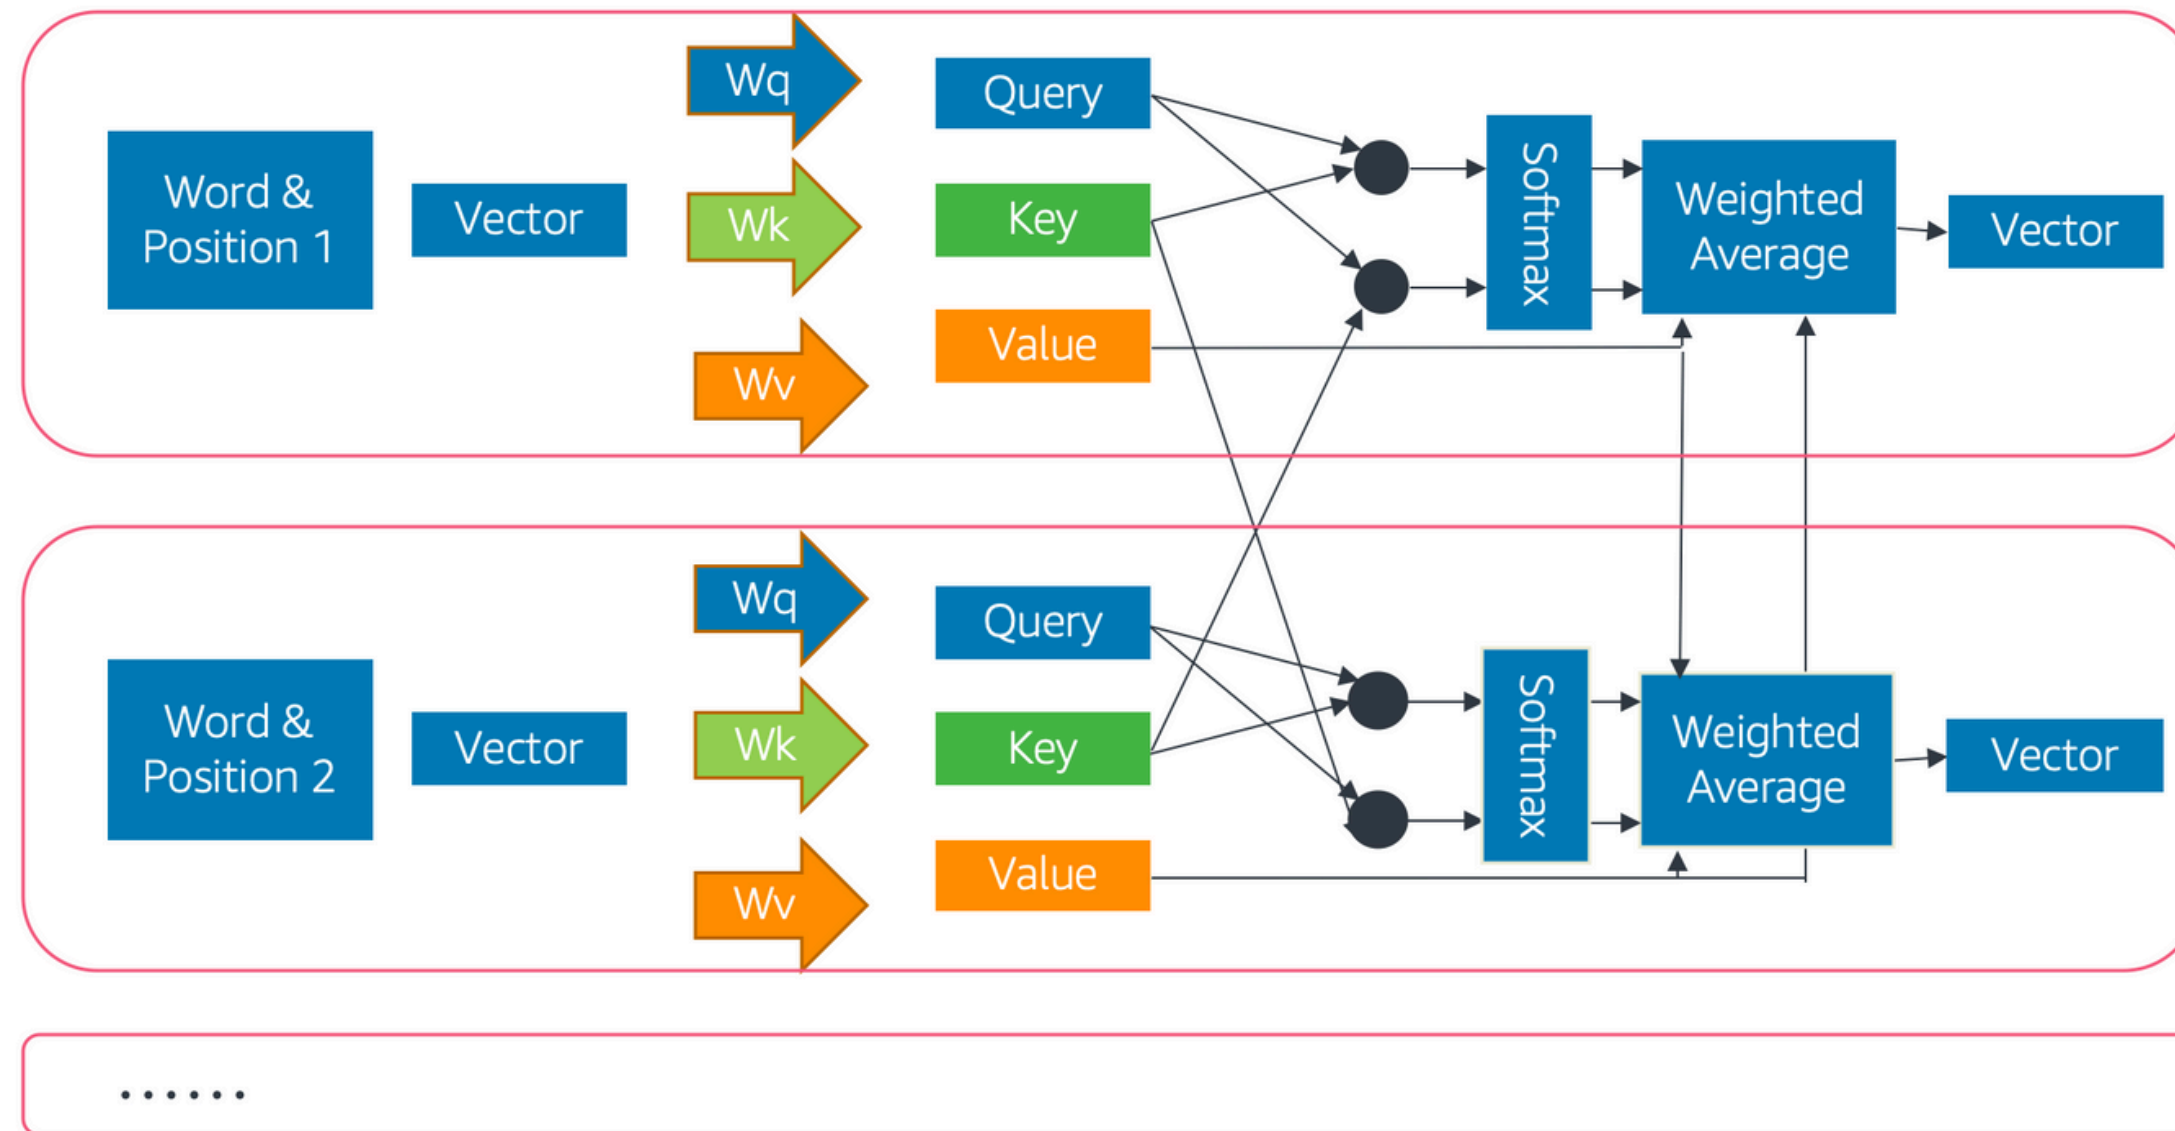 Wq
Query
Word &
Position 1
Vector
Wk
Key
Softmax
Weighted
Average
Vector
Value
Wv
Wq
Query
Word &
Position 2
Vector
Wk
Key
Softmax
Weighted
Average
Vector
Value
Wv
......